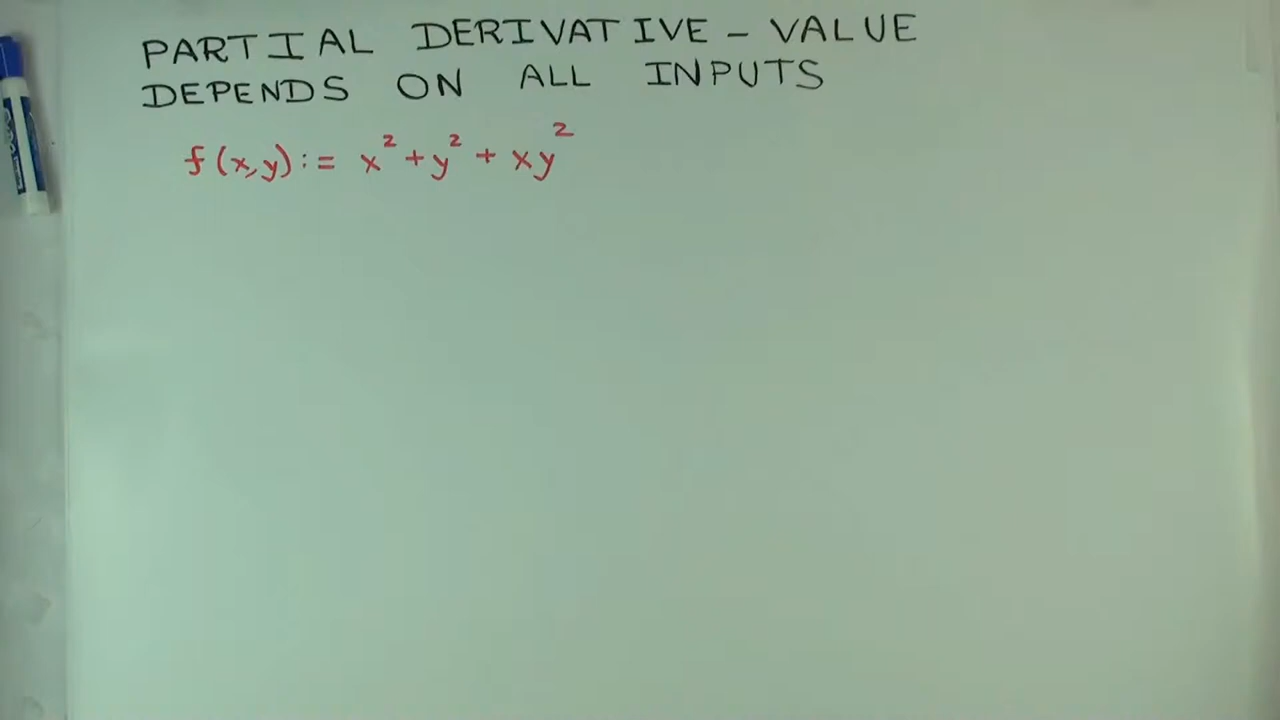 PARTIAL DERIVATIVE - VALUE
DEPENDS ON ALL INPUTS
f(x,y) := x² + y² + xy²